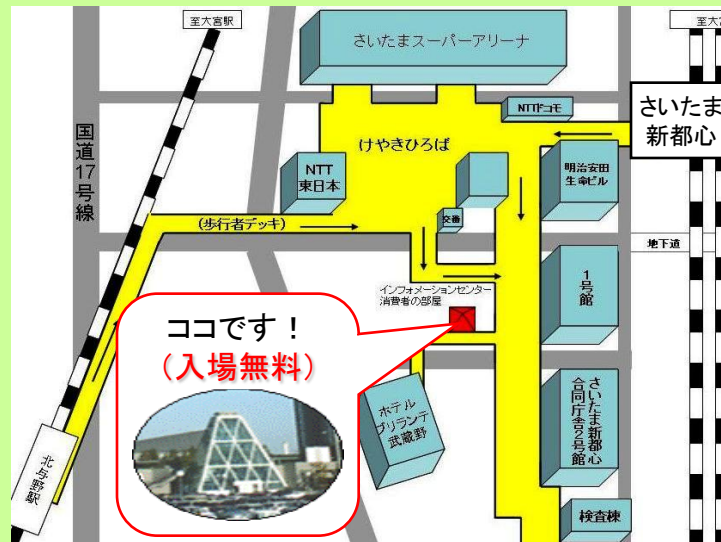 至大宮駅
さいたまスーパーアリーナ
NTTドコモ
さいたま
新都心
国道17号線
けやきひろば
NTT
東日本
明治安田
生命ビル
交番
(歩行者デッキ)
地下道
1号館
インフォメーションセンター
消費者の部屋
ココです！
(入場無料)
ホテル
ブリランテ
武蔵野
さいたま新都心
合同庁舎2号館
北与野駅
検査棟